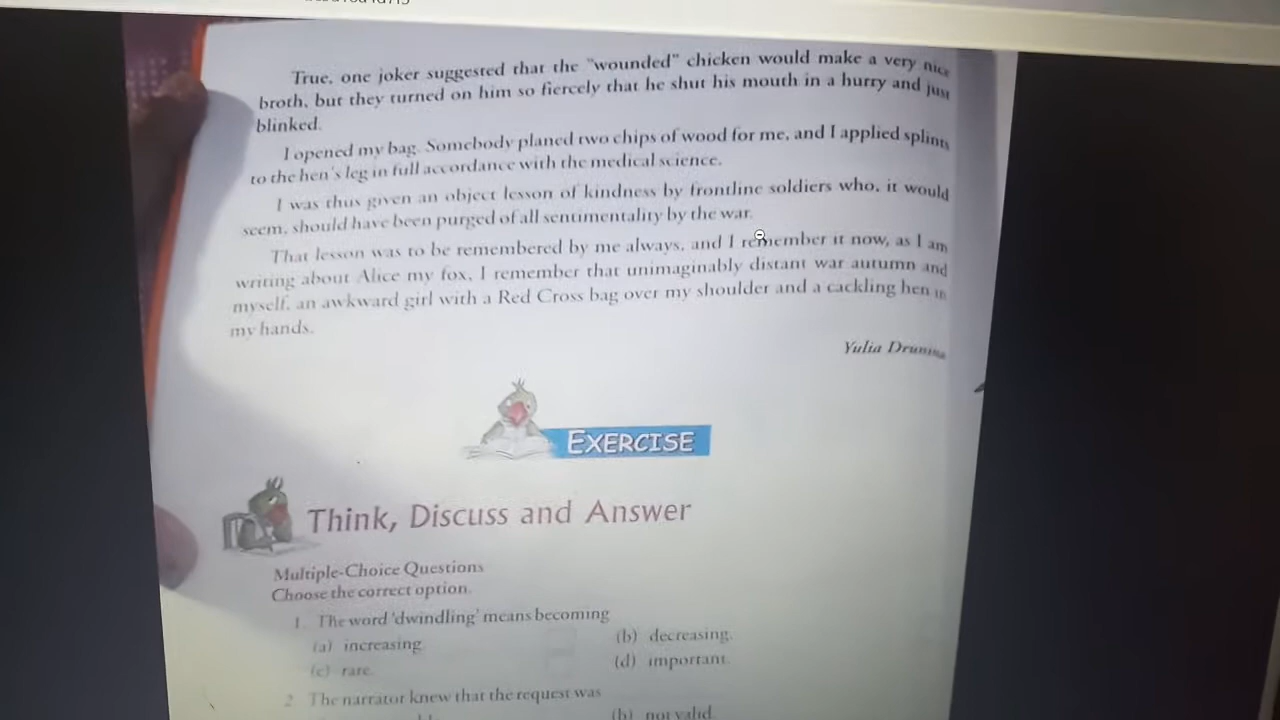 True, one joker suggested that the "wounded" chicken would make a very nice
broth, but they turned on him so fiercely that he shut his mouth in a hurry and just
blinked.
I opened my bag. Somebody planed two chips of wood for me, and I applied splints
to the hen's leg in full accordance with the medical science.
I was thus given an object lesson of kindness by frontline soldiers who, it would
seem, should have been purged of all sentimentality by the war.
That lesson was to be remembered by me always, and I remember it now, as I am
writing about Alice my fox. I remember that unimaginably distant war autumn and
myself, an awkward girl with a Red Cross bag over my shoulder and a cackling hen in
my hands.
Yulia Drunina
EXERCISE
Think, Discuss and Answer
Multiple-Choice Questions
Choose the correct option.
1. The word 'dwindling' means becoming
(a) increasing. (b) decreasing.
(c) rare. (d) important.
2 The narrator knew that the request was
(b) not valid.